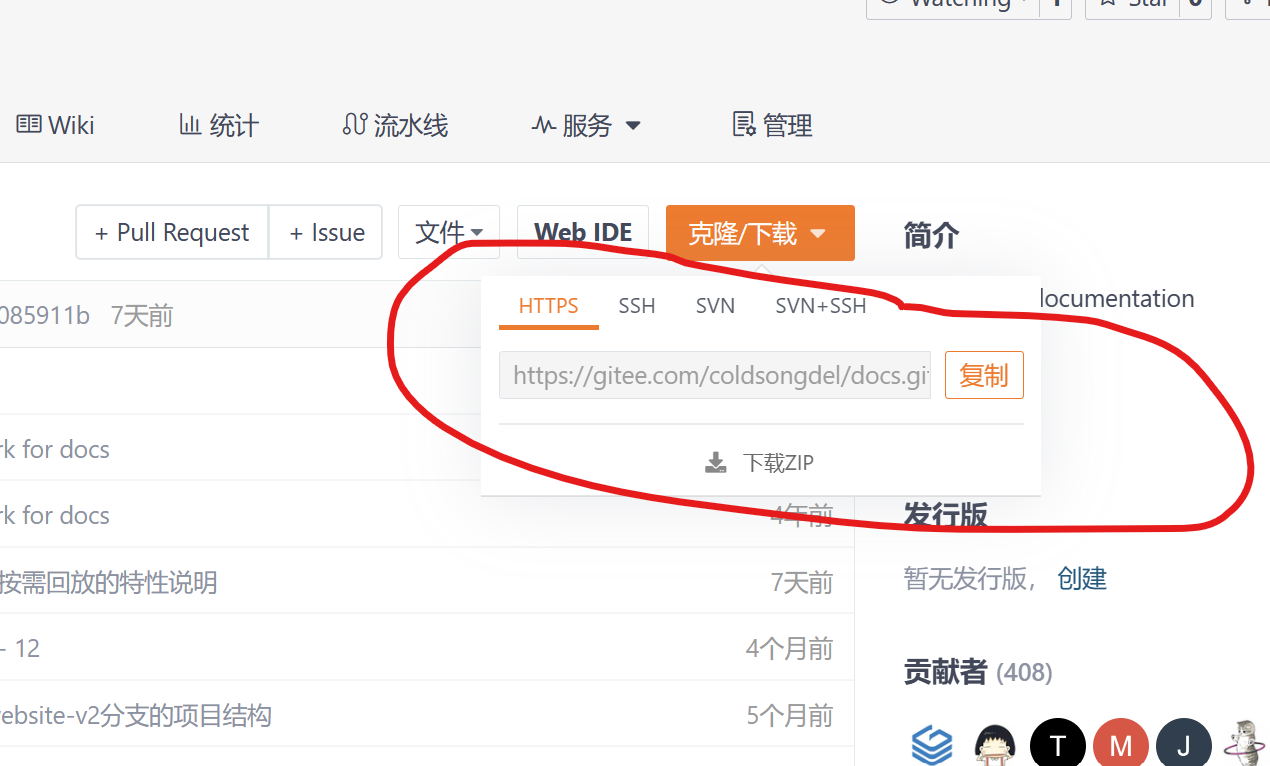 Watching 1 Star 0
Wiki 统计 流水线 服务 管理
+ Pull Request + Issue 文件 Web IDE 克隆/下载 简介
085911b 7天前
HTTPS SSH SVN SVN+SSH
documentation
https://gitee.com/coldsongdel/docs.git 复制
rk for docs
下载ZIP
rk for docs 4年前
发行版
按需回放的特性说明 7天前
暂无发行版, 创建
- 12 4个月前
贡献者 (408)
ebsite-v2分支的项目结构 5个月前
T M J